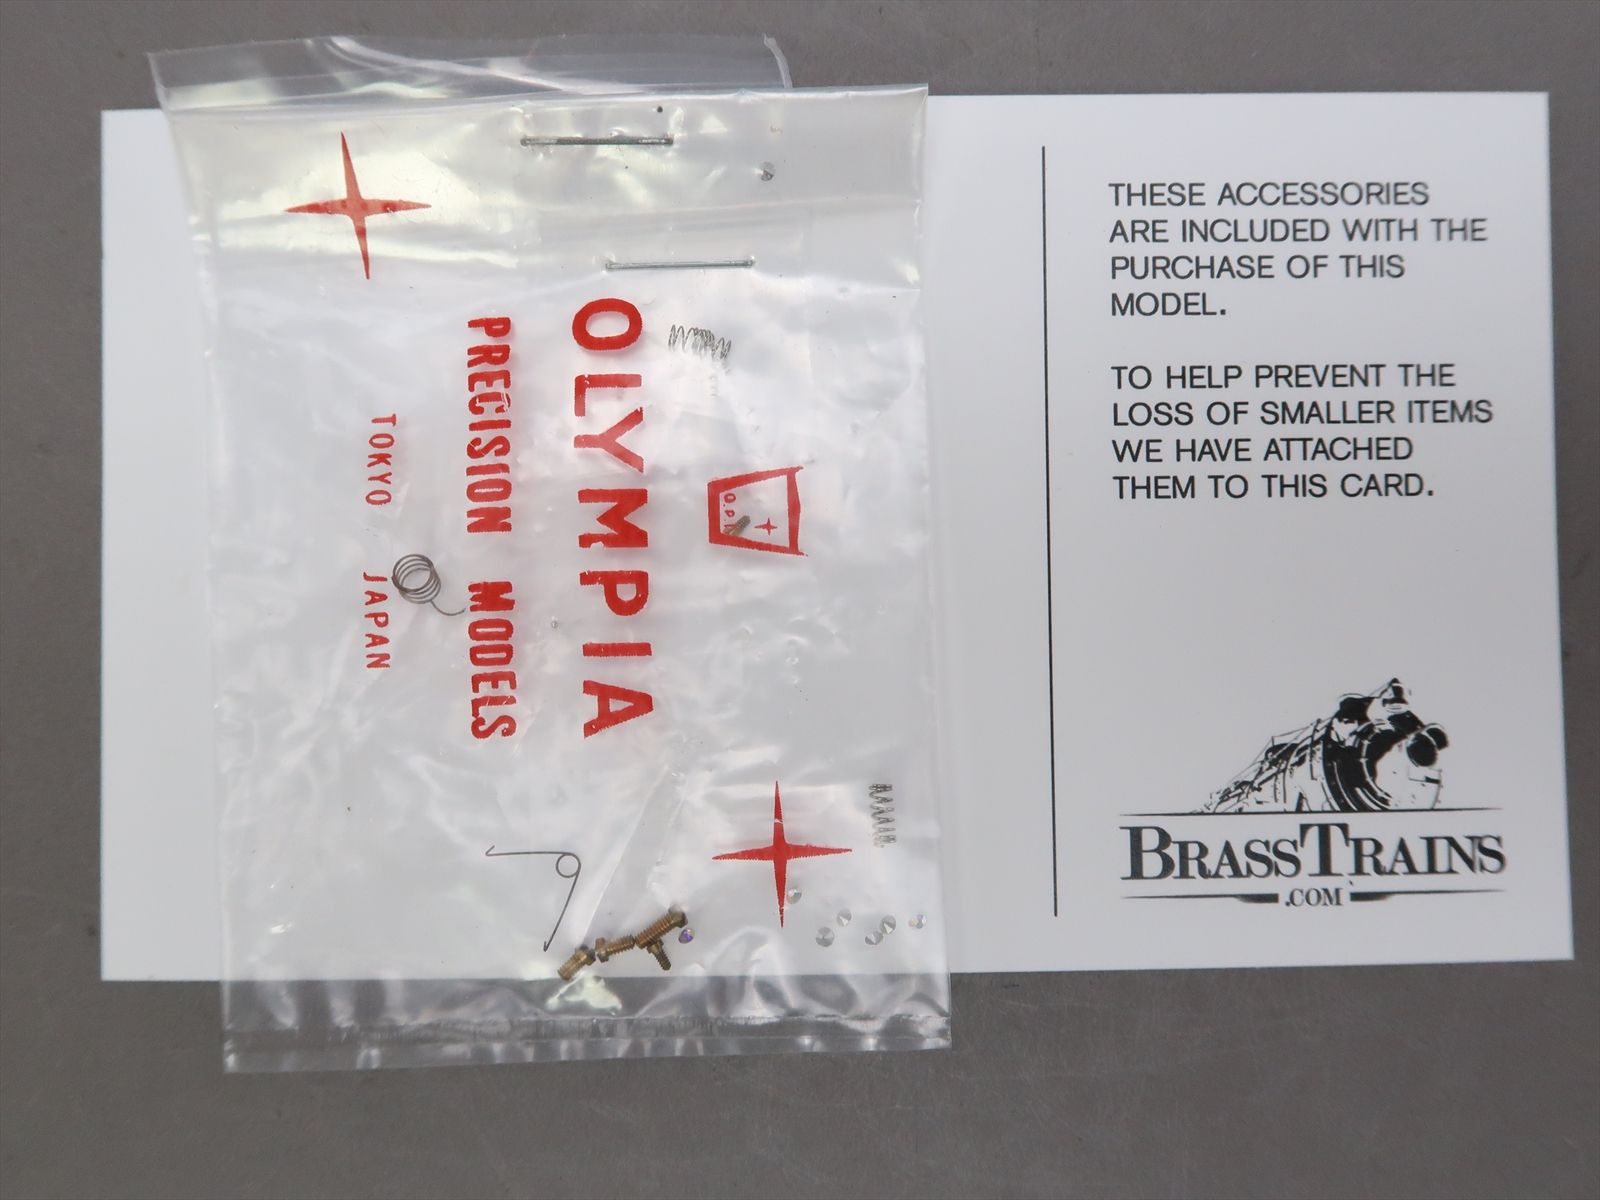 OLYMPIA
PRECISION MODELS
TOKYO JAPAN
THESE ACCESSORIES
ARE INCLUDED WITH THE
PURCHASE OF THIS
MODEL.
TO HELP PREVENT THE
LOSS OF SMALLER ITEMS
WE HAVE ATTACHED
THEM TO THIS CARD.
BRASSTRAINS
.COM